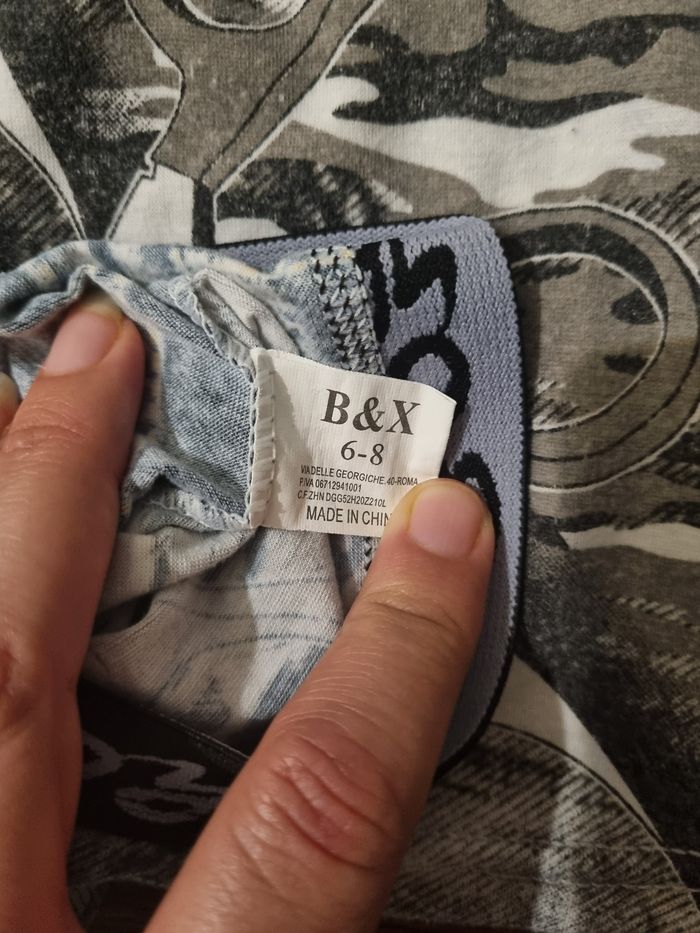 B&X
6-8
VIA DELLE GEORGICHE.40-ROMA
P.IVA 06712941001
C.F.ZHN DGG52H20Z210L
MADE IN CHIN